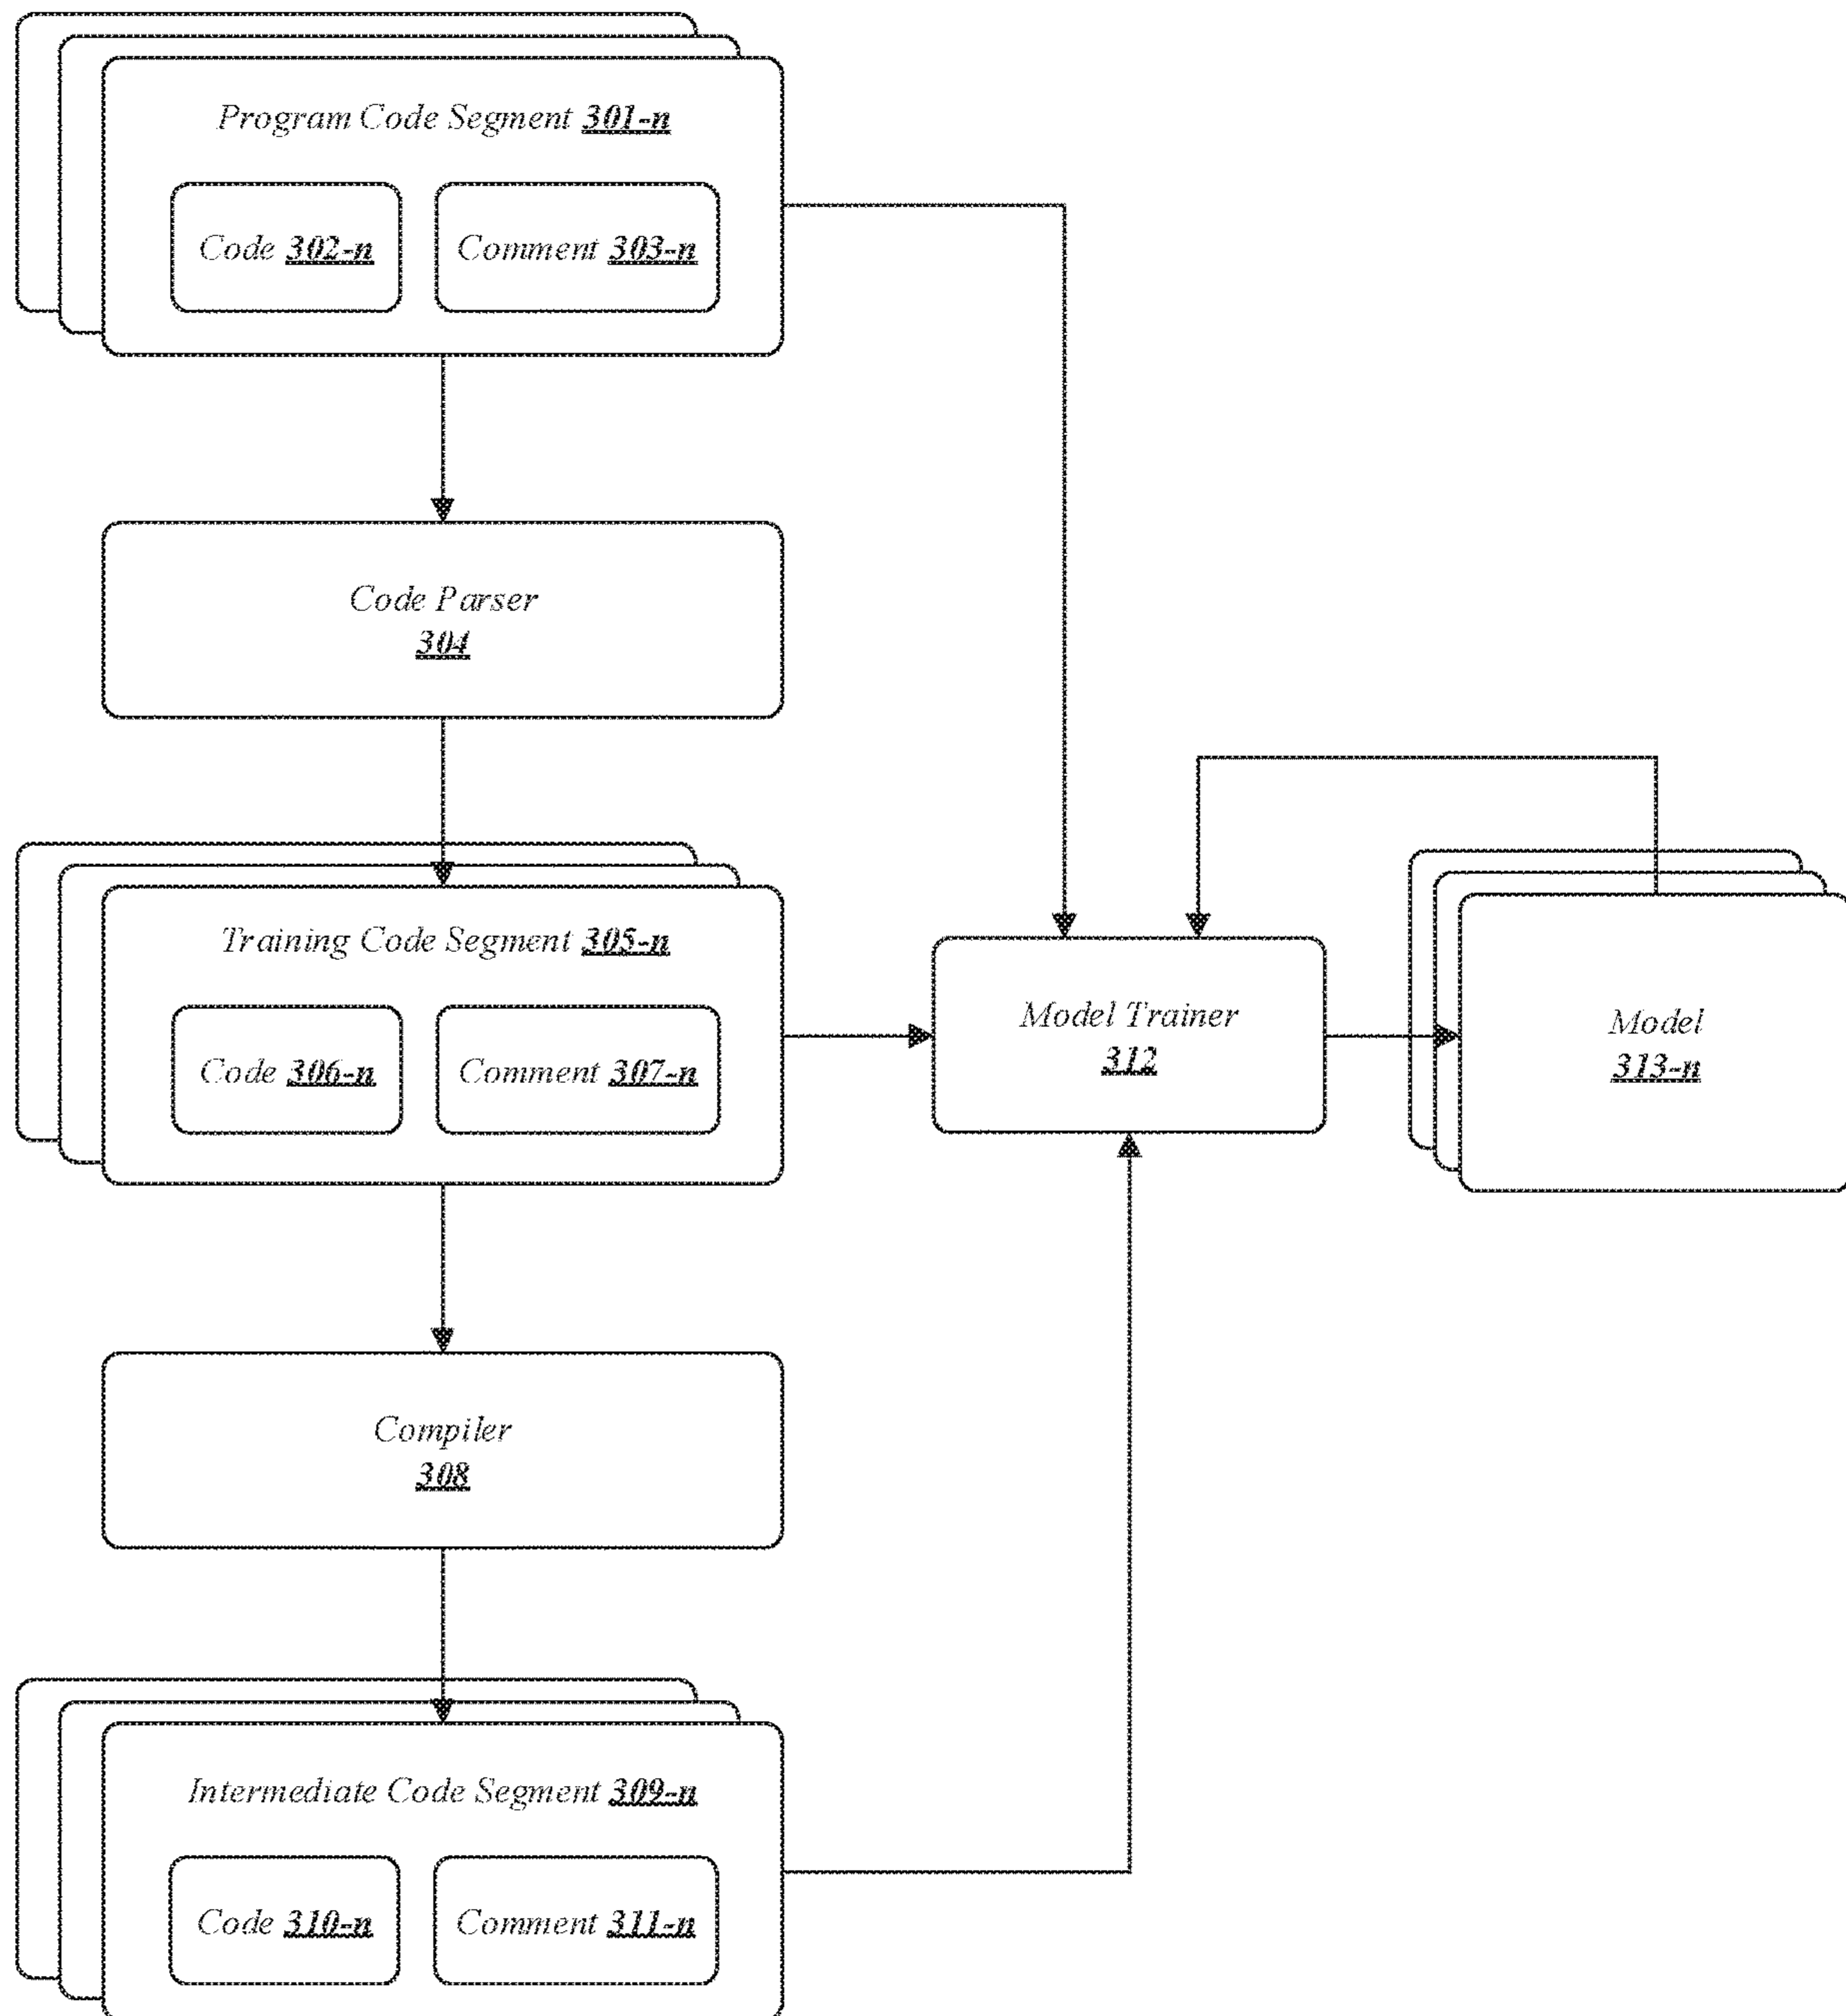 Program Code Segment 301-n
Code 302-n
Comment 303-n
Code Parser
304
Training Code Segment 305-n
Code 306-n
Comment 307-n
Model Trainer
312
Model
313-n
Compiler
308
Intermediate Code Segment 309-n
Code 310-n
Comment 311-n